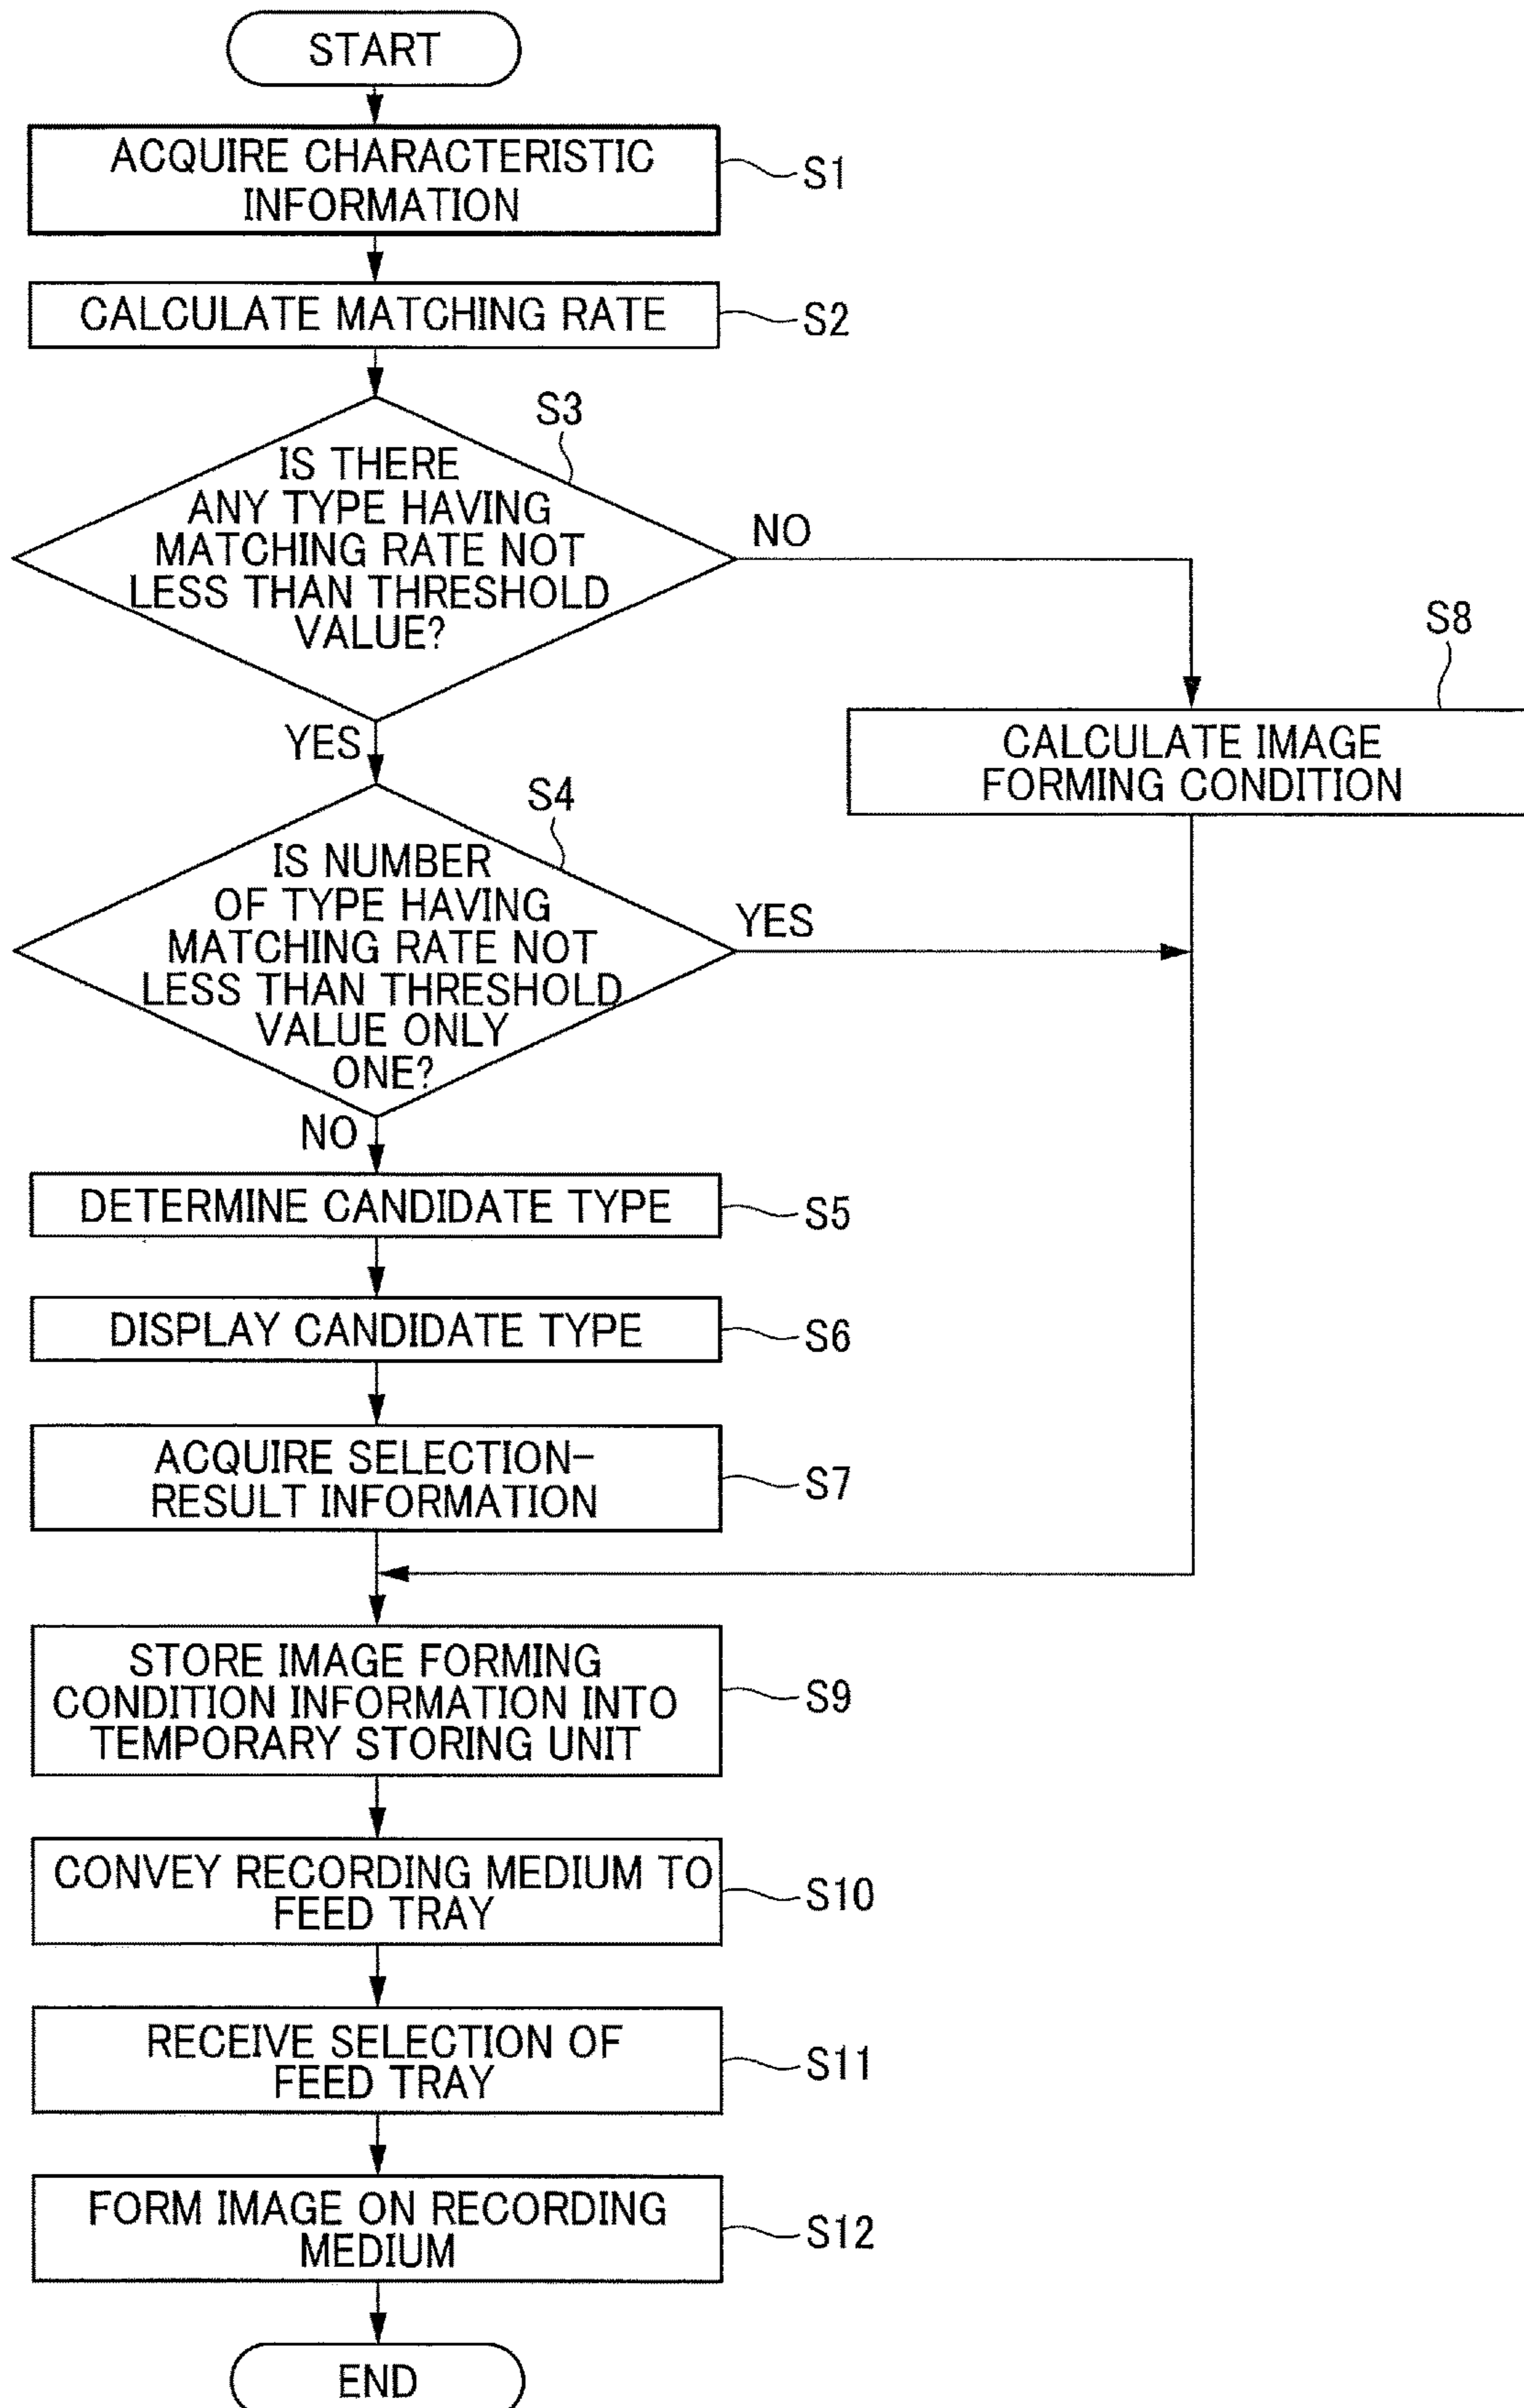 START
ACQUIRE CHARACTERISTIC
INFORMATION
S1
CALCULATE MATCHING RATE
S2
S3
IS THERE
ANY TYPE HAVING
MATCHING RATE NOT
LESS THAN THRESHOLD
VALUE?
NO
YES
S8
CALCULATE IMAGE
FORMING CONDITION
S4
IS NUMBER
OF TYPE HAVING
MATCHING RATE NOT
LESS THAN THRESHOLD
VALUE ONLY
ONE?
YES
NO
DETERMINE CANDIDATE TYPE
S5
DISPLAY CANDIDATE TYPE
S6
ACQUIRE SELECTION-
RESULT INFORMATION
S7
STORE IMAGE FORMING
CONDITION INFORMATION INTO
TEMPORARY STORING UNIT
S9
CONVEY RECORDING MEDIUM TO
FEED TRAY
S10
RECEIVE SELECTION OF
FEED TRAY
S11
FORM IMAGE ON RECORDING
MEDIUM
S12
END